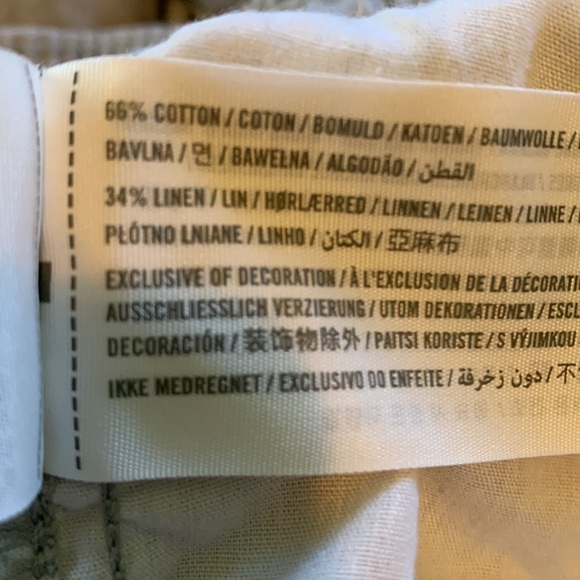 66% COTTON / COTON / BOMULD / KATOEN / BAUMWOLLE /
BAVLNA / 면 / BAWEŁNA / ALGODÃO / القطن
34% LINEN / LIN / HØRLÆRRED / LINNEN / LEINEN / LINNE /
PŁÓTNO LNIANE / LINHO / الكتان / 亞麻布
EXCLUSIVE OF DECORATION / À L'EXCLUSION DE LA DÉCORATI
AUSSCHLIESSLICH VERZIERUNG / UTOM DEKORATIONEN / ESCL
DECORACIÓN / 装饰物除外 / PAITSI KORISTE / S VÝJIMKOU
IKKE MEDREGNET / EXCLUSIVO DO ENFEITE / دون زخرفة / 不